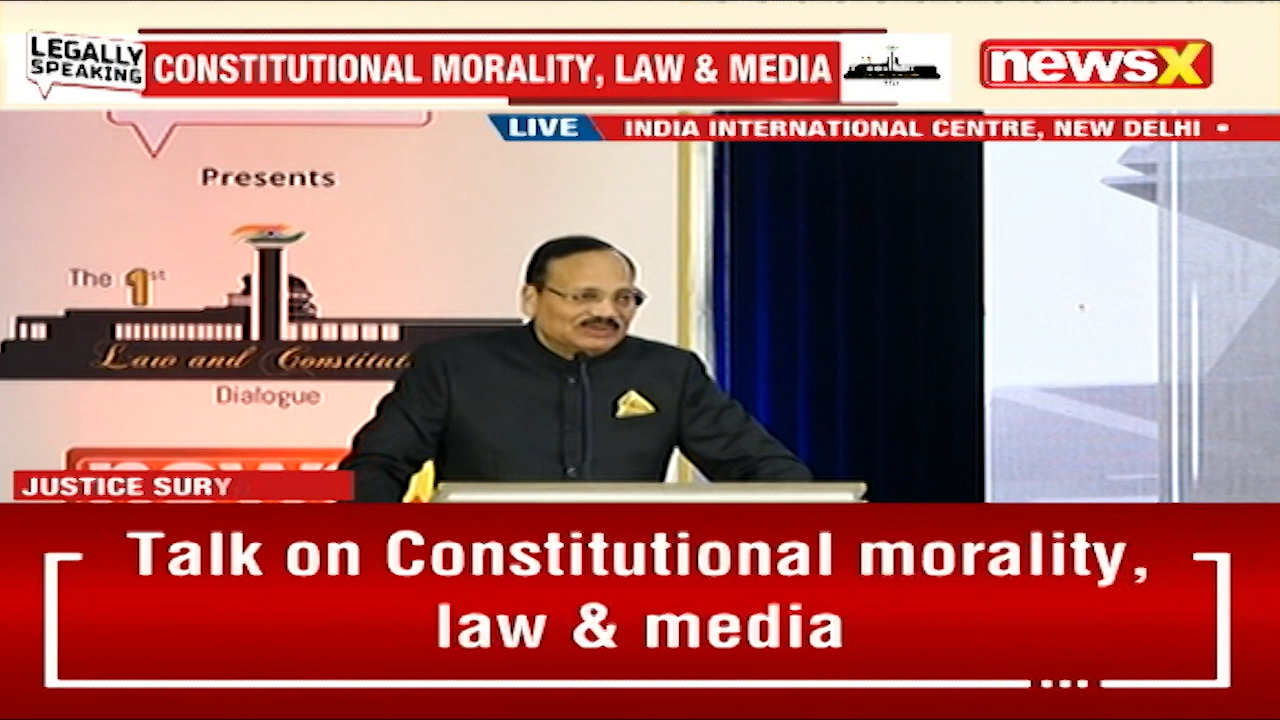 LEGALLY
SPEAKING
CONSTITUTIONAL MORALITY, LAW & MEDIA
newsX
LIVE
INDIA INTERNATIONAL CENTRE, NEW DELHI
Presents
The 1st
Law and Constitut
Dialogue
JUSTICE SURY
Talk on Constitutional morality,
law & media